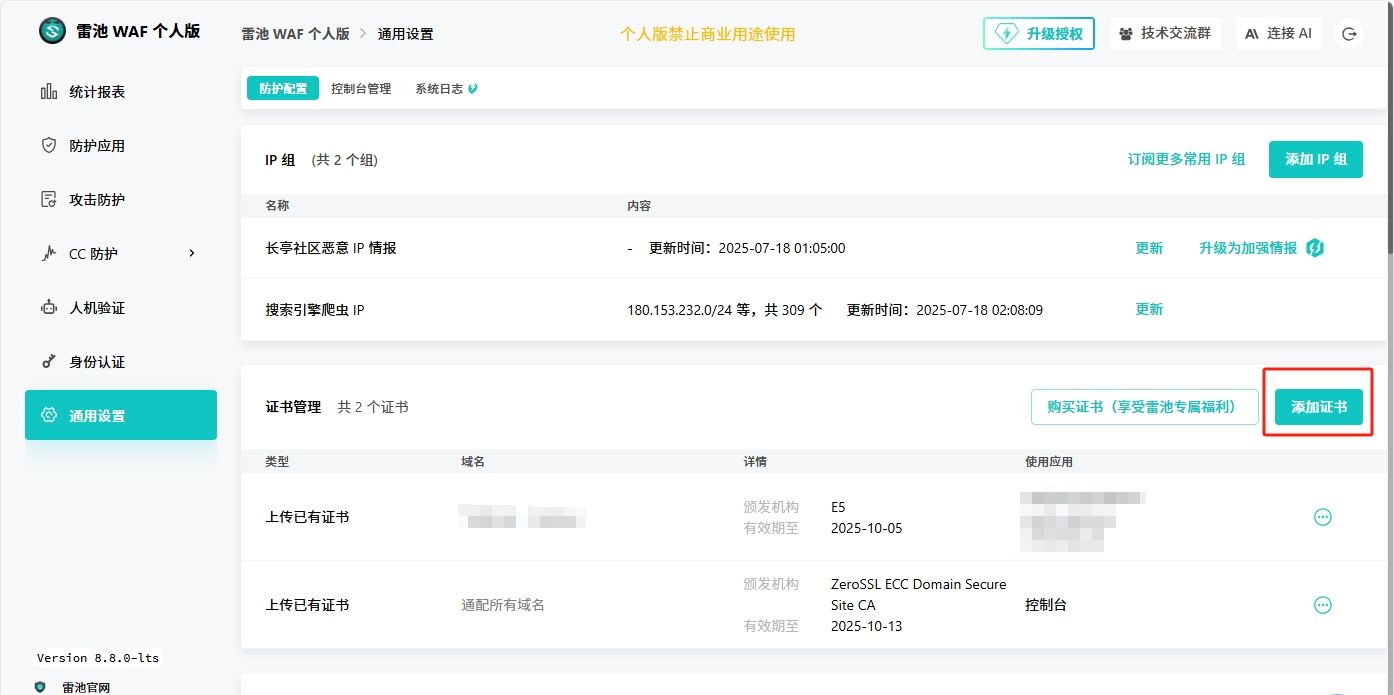 雷池 WAF 个人版
雷池 WAF 个人版 > 通用设置
个人版禁止商业用途使用
升级授权
技术交流群
连接 AI
统计报表
防护应用
攻击防护
CC 防护
人机验证
身份认证
通用设置
Version 8.8.0-lts
雷池官网
防护配置 控制台管理 系统日志
IP 组 (共 2 个组)
订阅更多常用 IP 组
添加 IP 组
名称 内容
长亭社区恶意 IP 情报 - 更新时间：2025-07-18 01:05:00 更新 升级为加强情报
搜索引擎爬虫 IP 180.153.232.0/24 等，共 309 个 更新时间：2025-07-18 02:08:09 更新
证书管理 共 2 个证书
购买证书（享受雷池专属福利）
添加证书
类型 域名 详情 使用应用
上传已有证书
颁发机构 E5
有效期至 2025-10-05
上传已有证书 通配所有域名
颁发机构 ZeroSSL ECC Domain Secure
Site CA
有效期至 2025-10-13
控制台